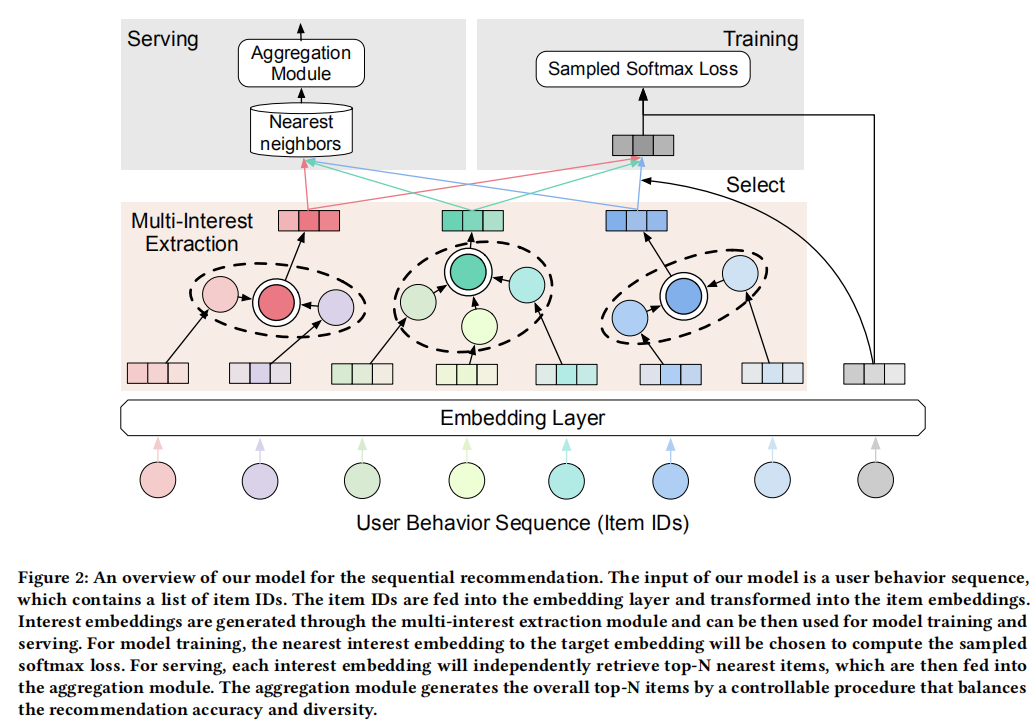 Serving
Training
Aggregation
Module
Sampled Softmax Loss
Nearest
neighbors
Select
Multi-Interest
Extraction
Embedding Layer
User Behavior Sequence (Item IDs)
Figure 2: An overview of our model for the sequential recommendation. The input of our model is a user behavior sequence,
which contains a list of item IDs. The item IDs are fed into the embedding layer and transformed into the item embeddings.
Interest embeddings are generated through the multi-interest extraction module and can be then used for model training and
serving. For model training, the nearest interest embedding to the target embedding will be chosen to compute the sampled
softmax loss. For serving, each interest embedding will independently retrieve top-N nearest items, which are then fed into
the aggregation module. The aggregation module generates the overall top-N items by a controllable procedure that balances
the recommendation accuracy and diversity.